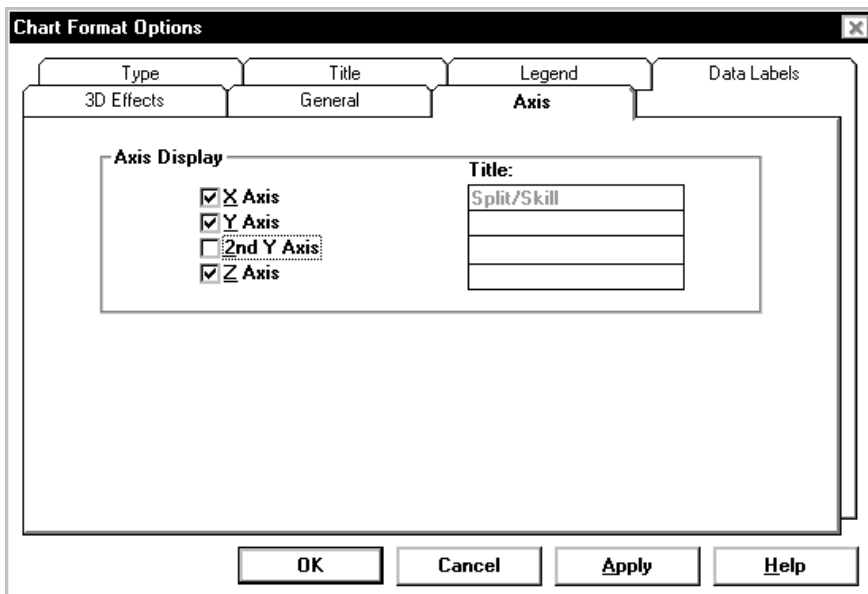 Chart Format Options
Type Title Legend Data Labels
3D Effects General Axis
Axis Display
Title:
X Axis Split/Skill
Y Axis
2nd Y Axis
Z Axis
OK Cancel Apply Help